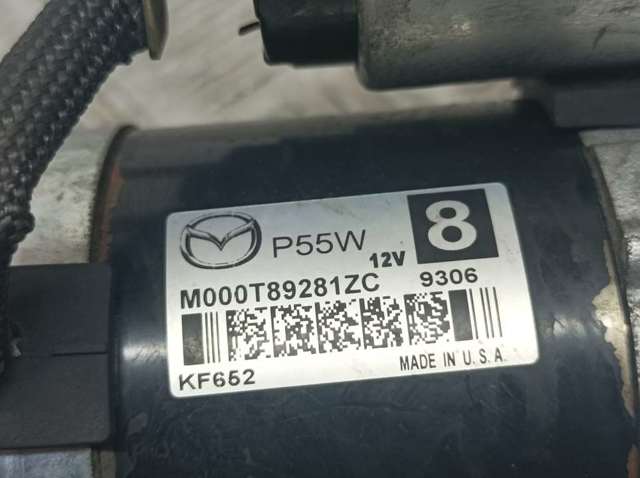 P55W 12V 8
M000T89281ZC 9306
KF652 MADE IN U.S.A.